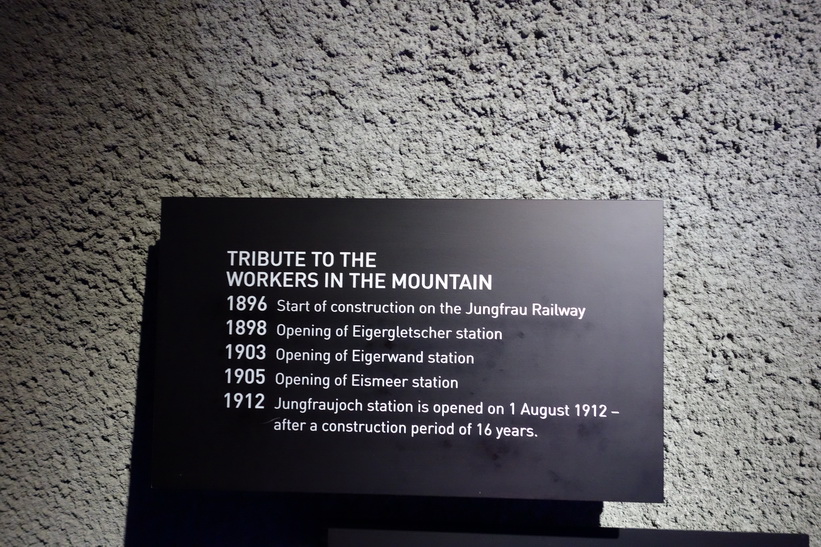 TRIBUTE TO THE
WORKERS IN THE MOUNTAIN
1896 Start of construction on the Jungfrau Railway
1898 Opening of Eigergletscher station
1903 Opening of Eigerwand station
1905 Opening of Eismeer station
1912 Jungfraujoch station is opened on 1 August 1912 –
after a construction period of 16 years.